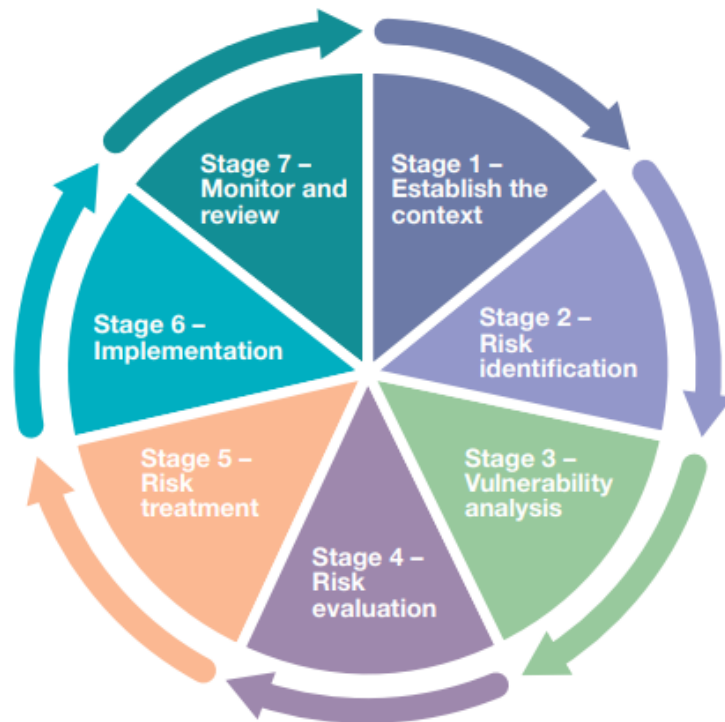 Stage 1 –
Establish the
context
Stage 2 –
Risk
identification
Stage 3 –
Vulnerability
analysis
Stage 4 –
Risk
evaluation
Stage 5 –
Risk
treatment
Stage 6 –
Implementation
Stage 7 –
Monitor and
review